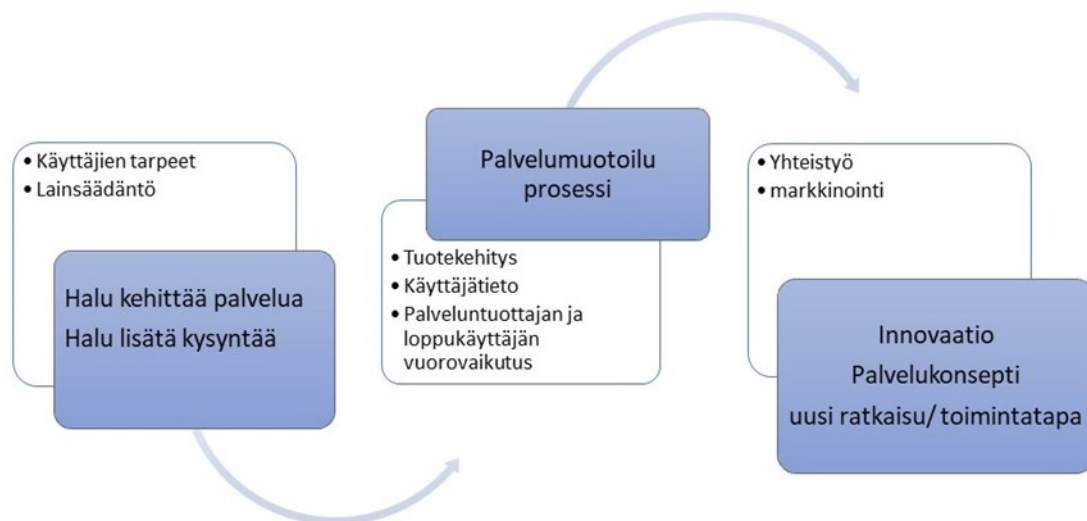 • Käyttäjien tarpeet
• Lainsäädäntö
Halu kehittää palvelua
Halu lisätä kysyntää
Palvelumuotoilu
prosessi
• Tuotekehitys
• Käyttäjätieto
• Palveluntuottajan ja
loppukäyttäjän
vuorovaikutus
• Yhteistyö
• markkinointi
Innovaatio
Palvelukonsepti
uusi ratkaisu/ toimintatapa